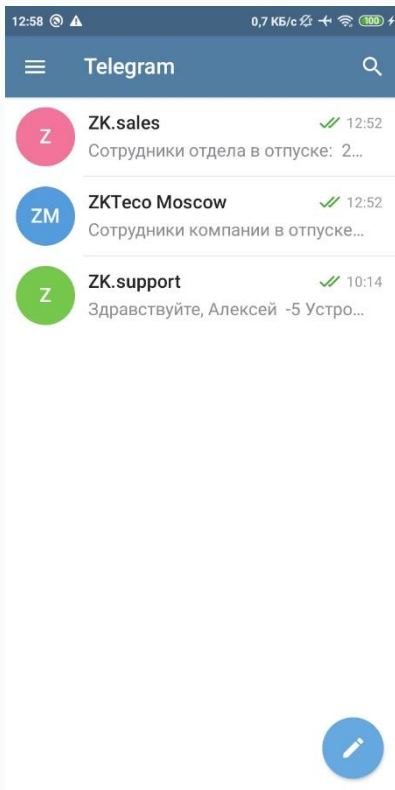 12:58 0,7 КБ/с 100
Telegram
Z ZK.sales 12:52
Сотрудники отдела в отпуске: 2...
ZM ZKTeco Moscow 12:52
Сотрудники компании в отпуске...
Z ZK.support 10:14
Здравствуйте, Алексей -5 Устро...